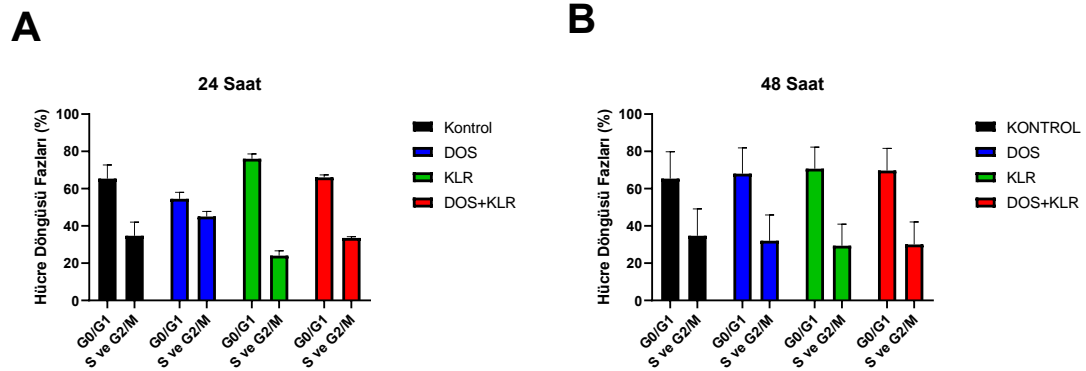 A
24 Saat
Hücre Döngüsü Fazları (%)
100
80
60
40
20
0
G0/G1
S ve G2/M
G0/G1
S ve G2/M
G0/G1
S ve G2/M
G0/G1
S ve G2/M
Kontrol
DOS
KLR
DOS+KLR
B
48 Saat
Hücre Döngüsü Fazları (%)
100
80
60
40
20
0
G0/G1
S ve G2/M
G0/G1
S ve G2/M
G0/G1
S ve G2/M
G0/G1
S ve G2/M
KONTROL
DOS
KLR
DOS+KLR